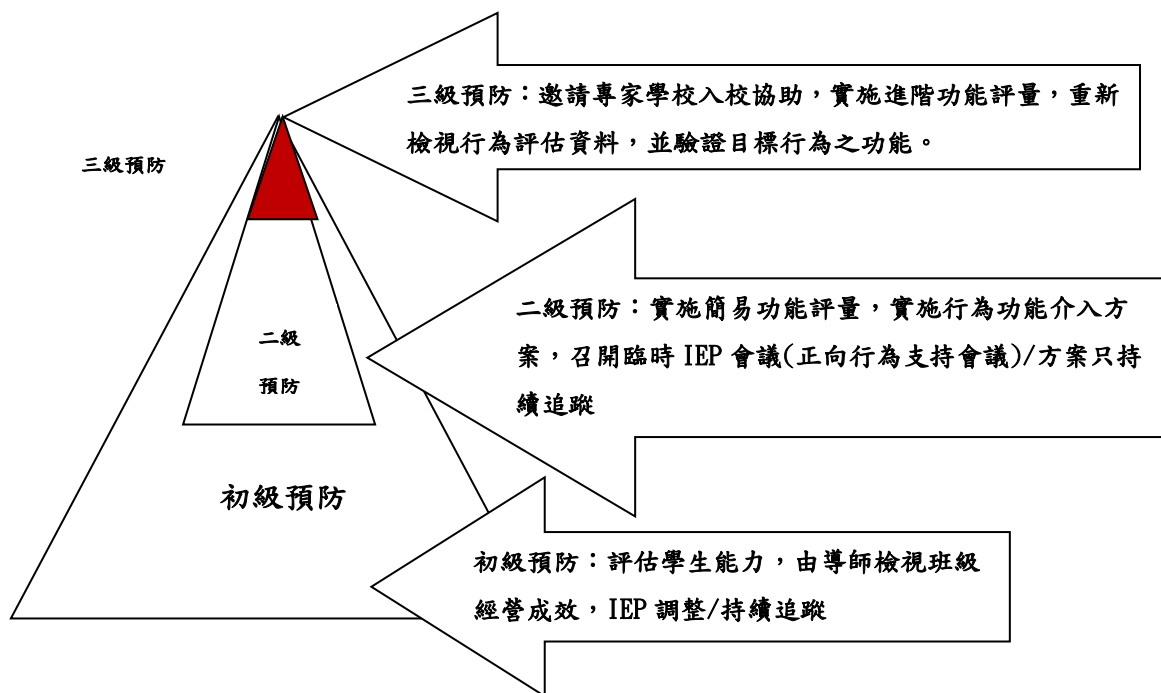 三級預防：邀請專家學校入校協助，實施進階功能評量，重新
檢視行為評估資料，並驗證目標行為之功能。
三級預防
二級預防：實施簡易功能評量，實施行為功能介入方
案，召開臨時 IEP 會議(正向行為支持會議)/方案只持
續追蹤
二級
預防
初級預防
初級預防：評估學生能力，由導師檢視班級
經營成效，IEP 調整/持續追蹤